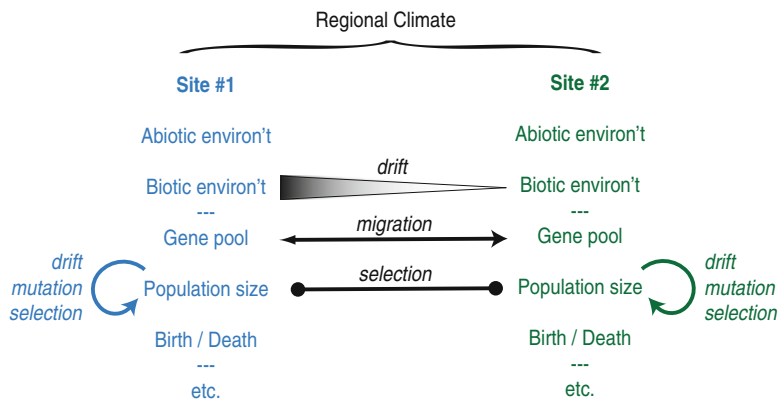 Regional Climate
Site #1 Site #2
Abiotic environ't Abiotic environ't
drift
Biotic environ't Biotic environ't
--- ---
migration
Gene pool Gene pool
selection
drift Population size Population size drift
mutation mutation
selection selection
Birth / Death Birth / Death
--- ---
etc. etc.